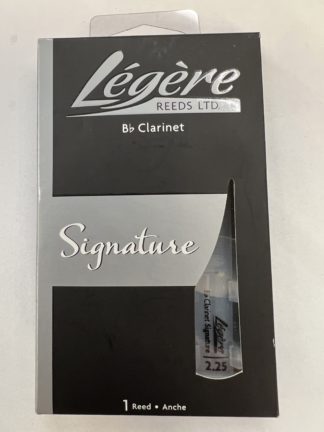 Légère
REEDS LTD.
B♭ Clarinet
Signature
Légère
B♭ Clarinet Signature
2.25
1 Reed • Anche